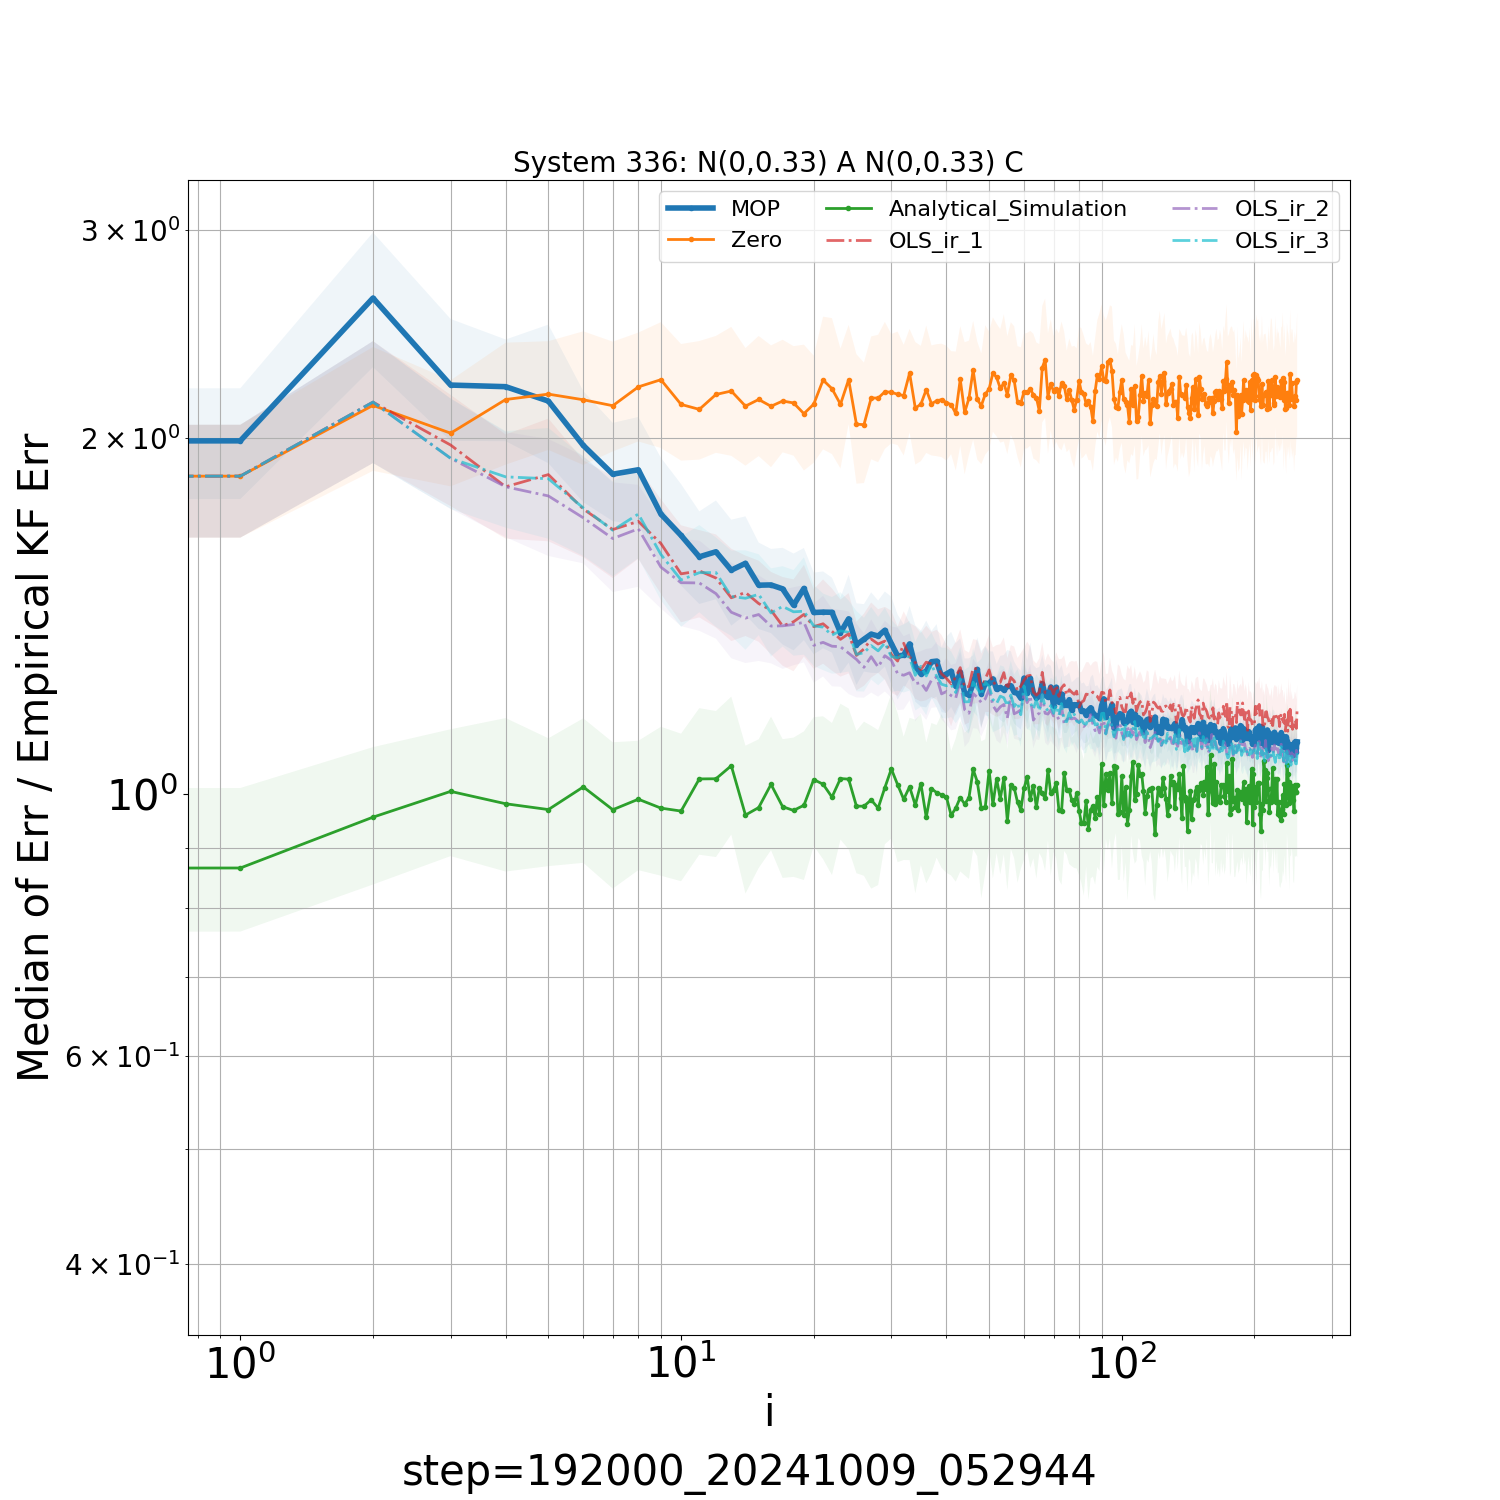 System 336: N(0,0.33) A N(0,0.33) C
MOP
Zero
Analytical_Simulation
OLS_ir_1
OLS_ir_2
OLS_ir_3
Median of Err / Empirical KF Err
3 × 10⁰
2 × 10⁰
10⁰
6 × 10⁻¹
4 × 10⁻¹
10⁰ 10¹ 10²
i
step=192000_20241009_052944